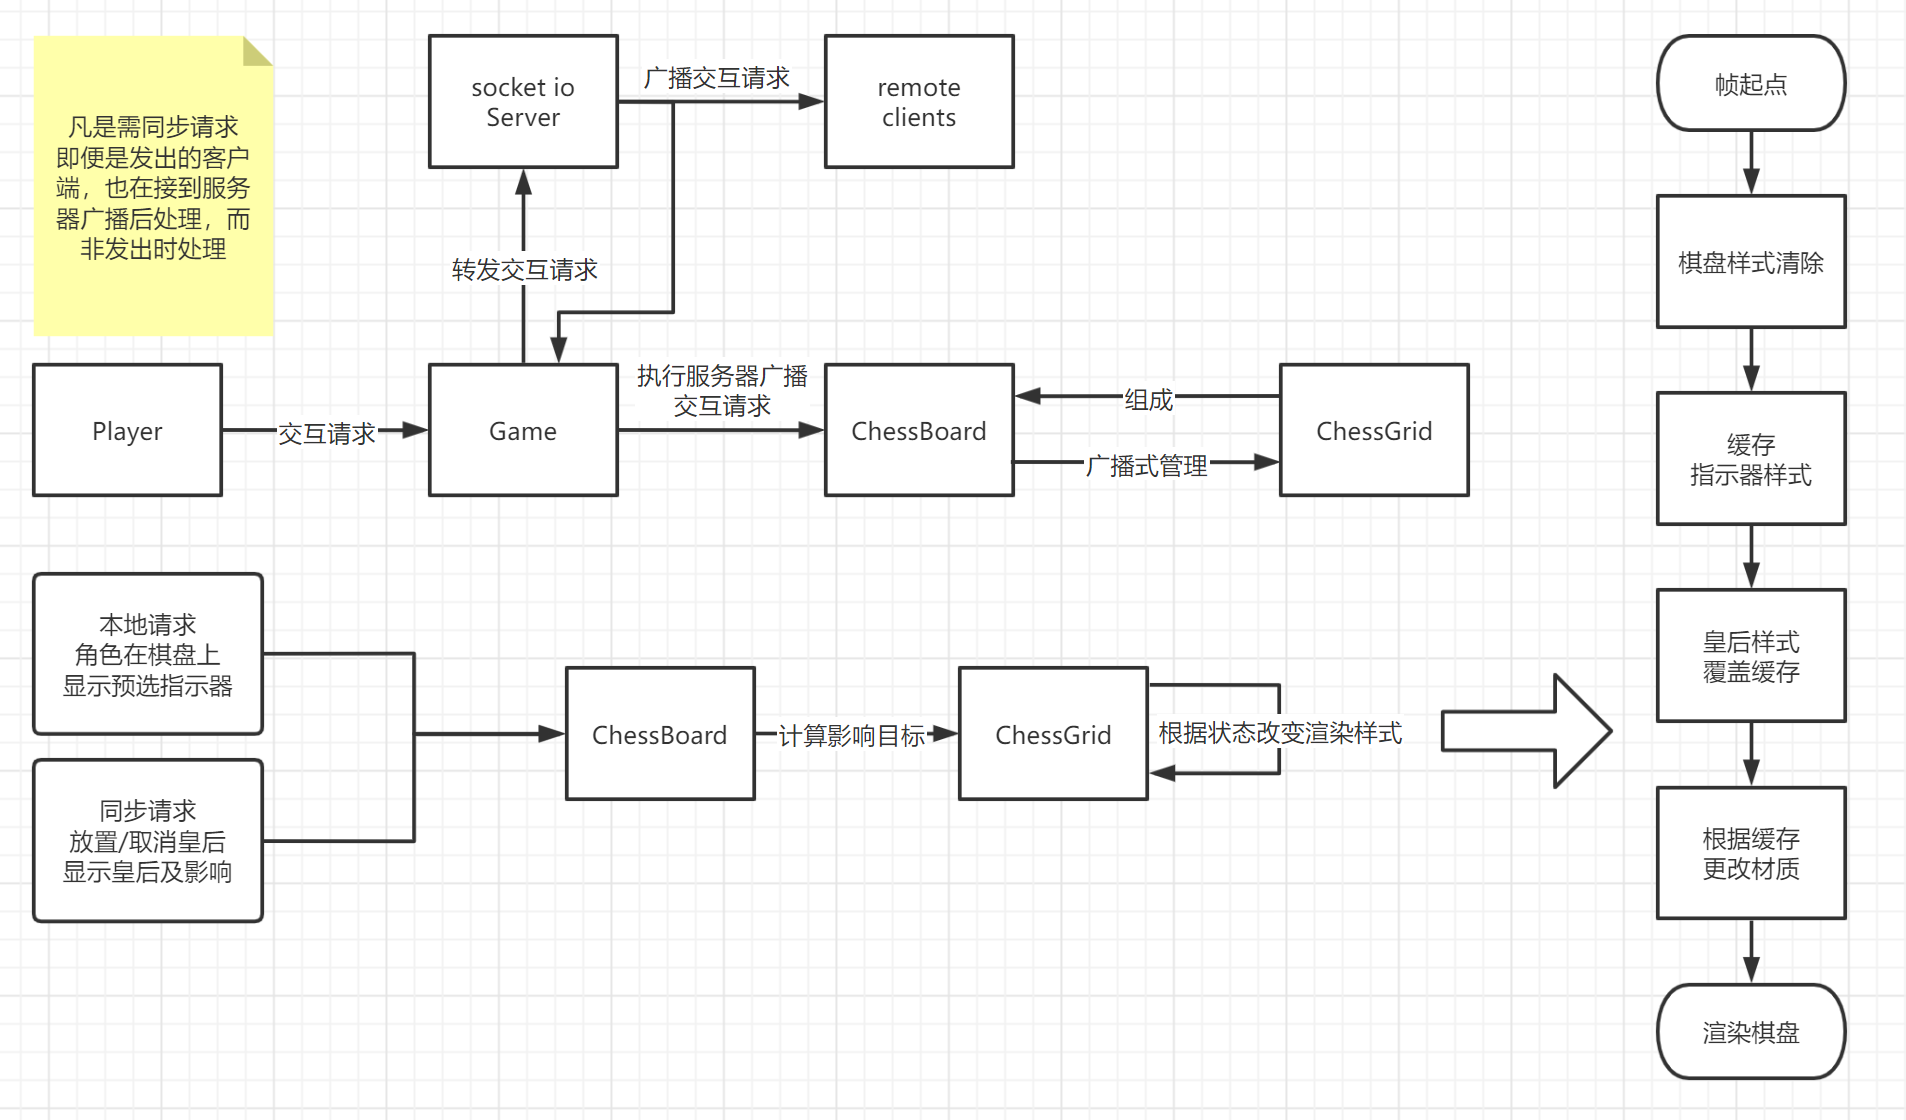 凡是需同步请求
即便是发出的客户
端，也在接到服务
器广播后处理，而
非发出时处理
socket io
Server
广播交互请求
remote
clients
转发交互请求
Player
交互请求
Game
执行服务器广播
交互请求
ChessBoard
组成
广播式管理
ChessGrid
本地请求
角色在棋盘上
显示预选指示器
同步请求
放置/取消皇后
显示皇后及影响
ChessBoard
计算影响目标
ChessGrid
根据状态改变渲染样式
帧起点
棋盘样式清除
缓存
指示器样式
皇后样式
覆盖缓存
根据缓存
更改材质
渲染棋盘